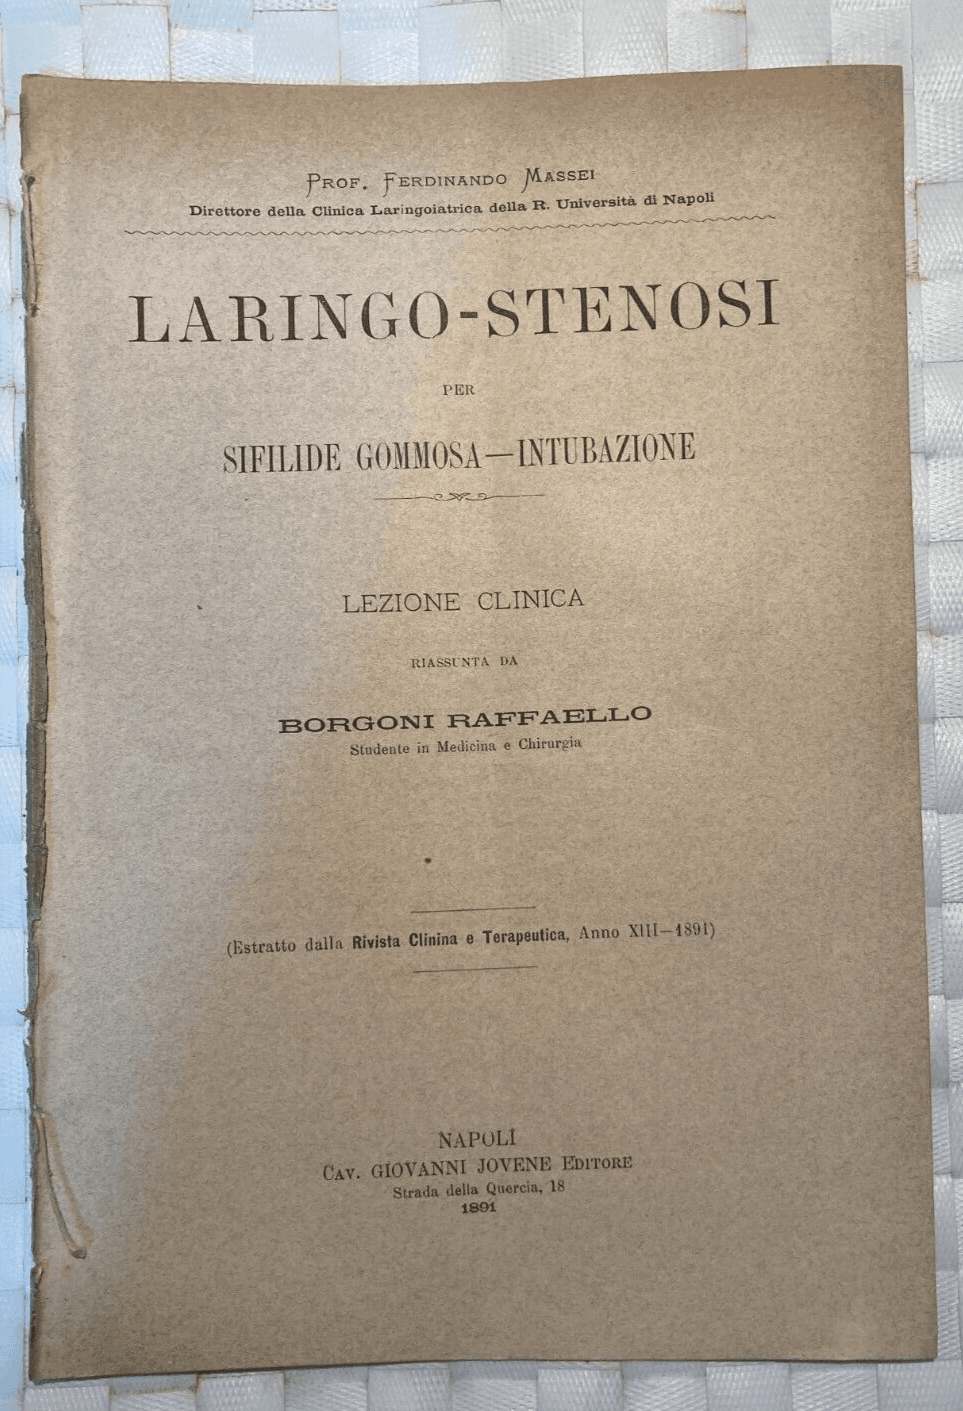 Prof. Ferdinando Massei
Direttore della Clinica Laringoiatrica della R. Università di Napoli
LARINGO-STENOSI
PER
SIFILIDE GOMMOSA—INTUBAZIONE
LEZIONE CLINICA
RIASSUNTA DA
BORGONI RAFFAELLO
Studente in Medicina e Chirurgia
(Estratto dalla Rivista Clinina e Terapeutica, Anno XIII—1891)
NAPOLI
Cav. GIOVANNI JOVENE Editore
Strada della Quercia, 18
1891